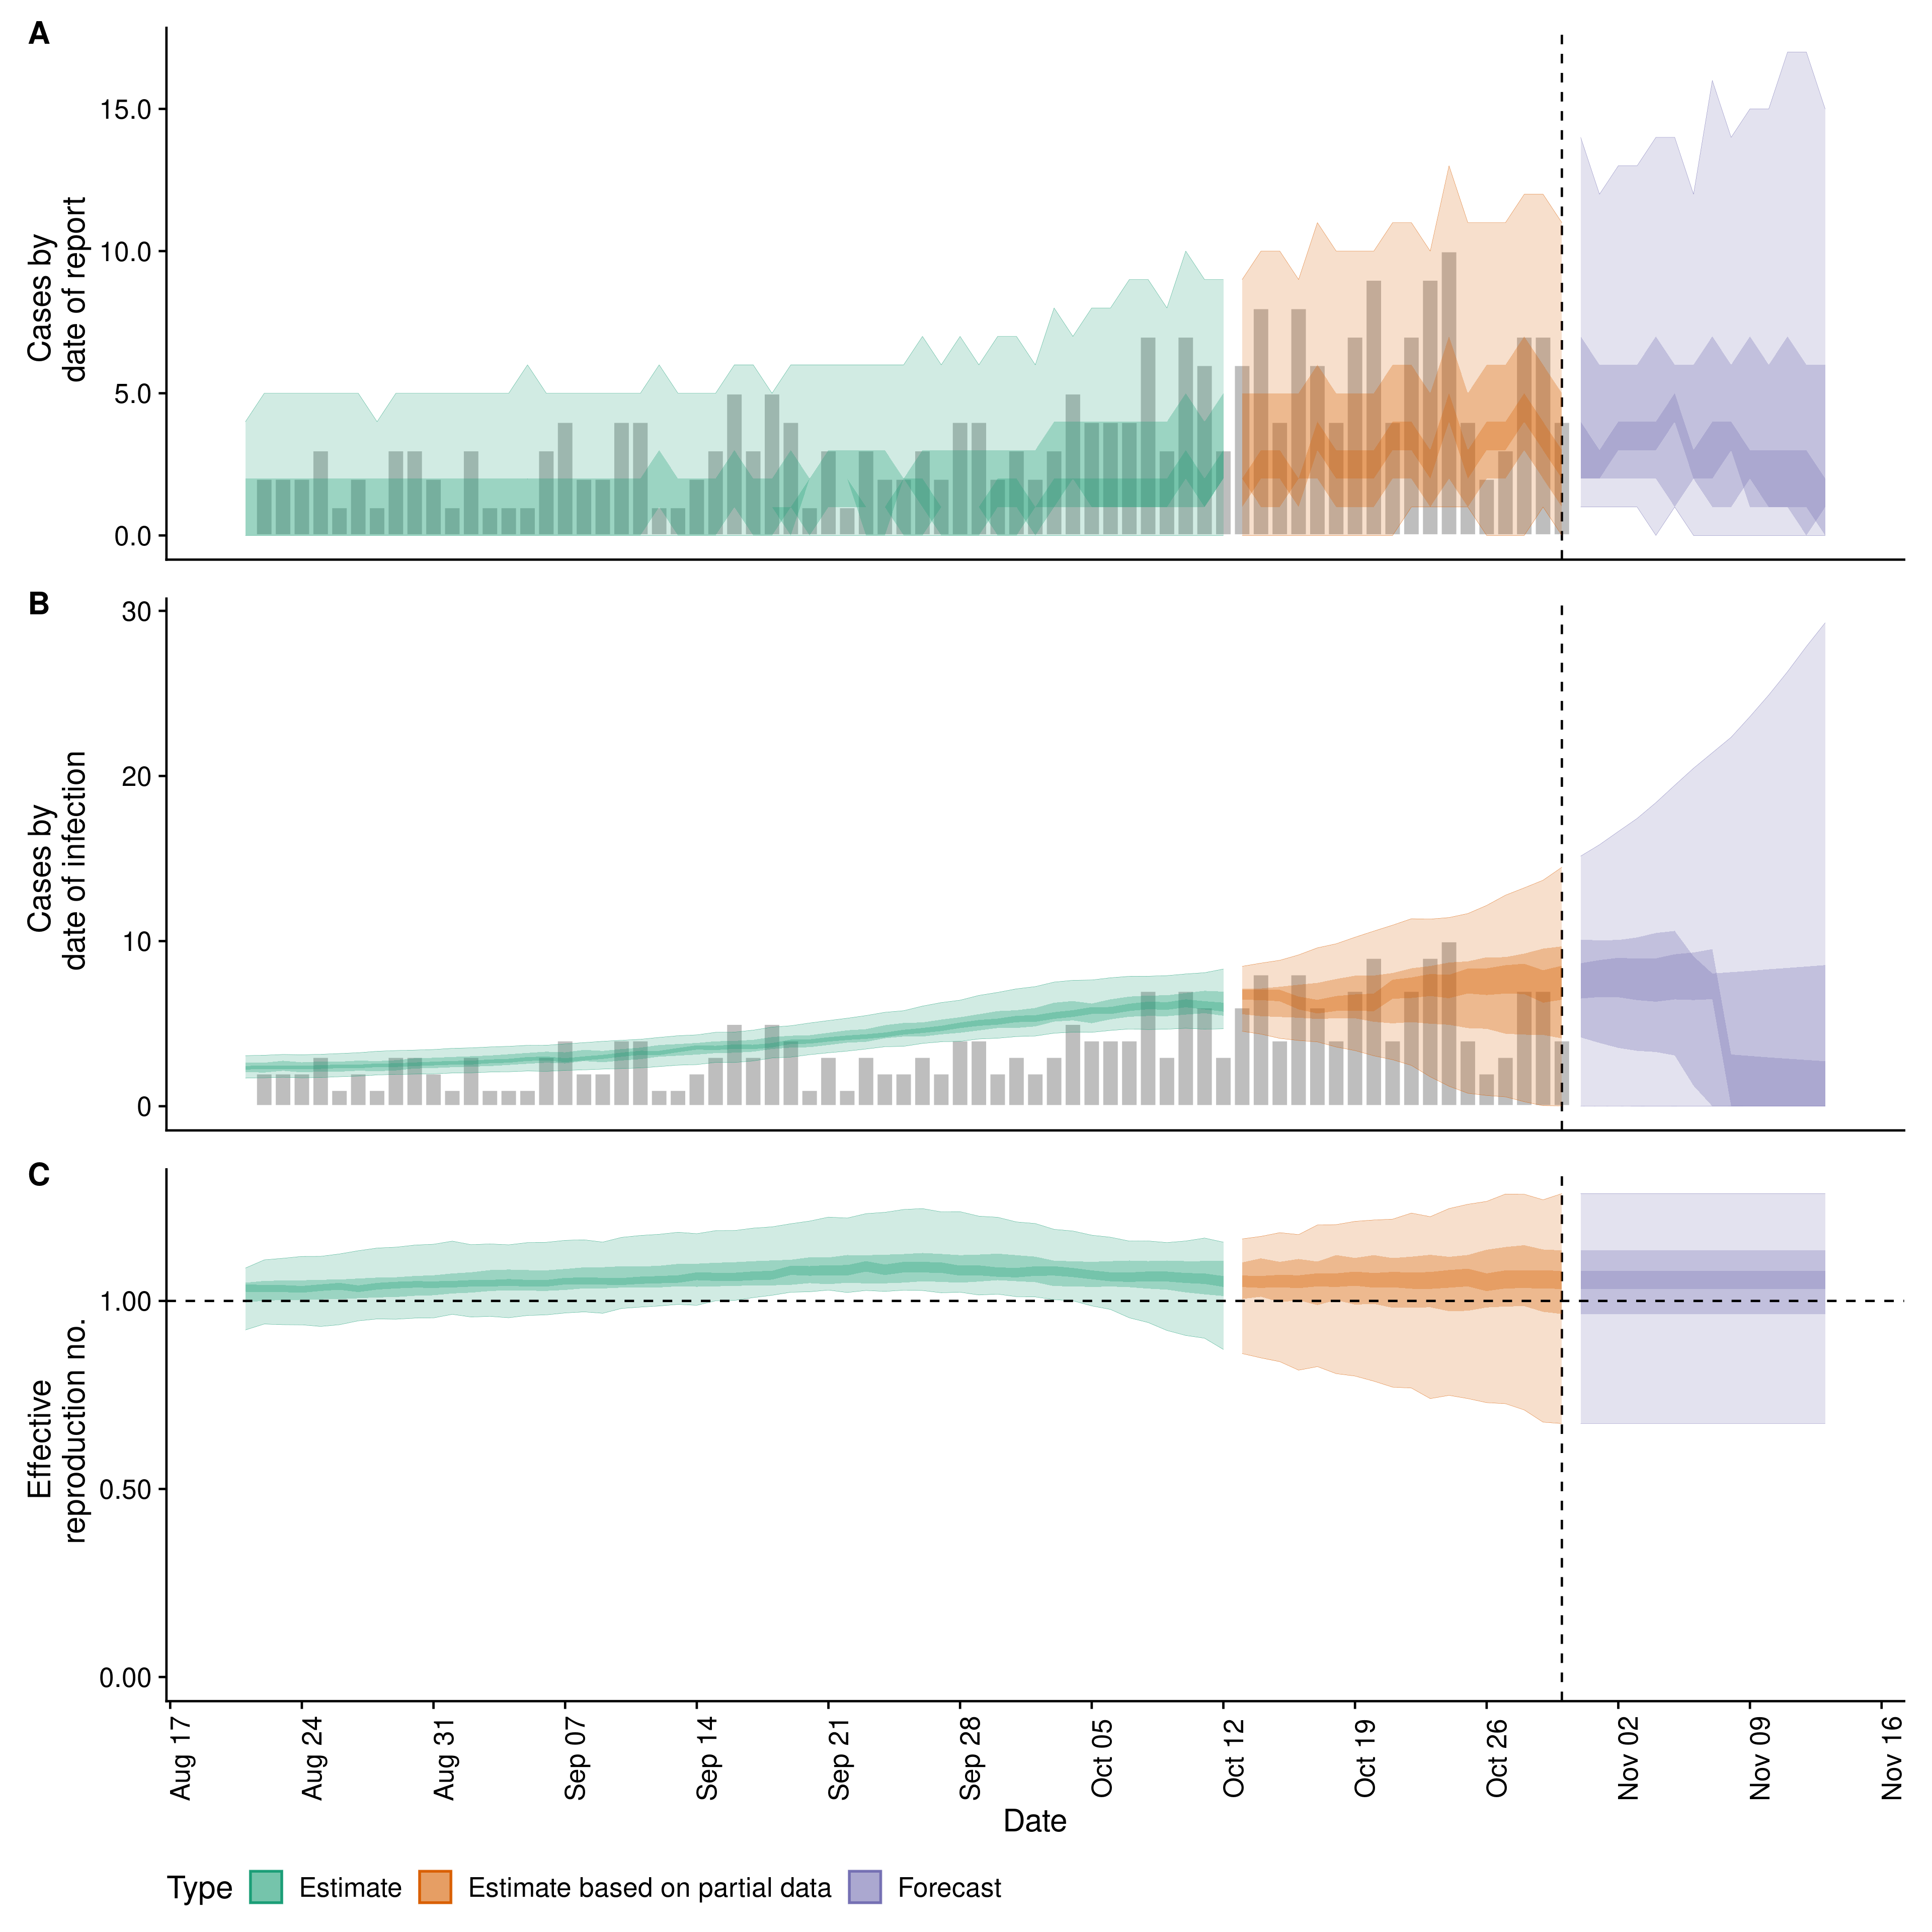 A
Cases by
date of report
15.0
10.0
5.0
0.0
B
Cases by
date of infection
30
20
10
0
C
Effective
reproduction no.
1.00
0.50
0.00
Aug 17
Aug 24
Aug 31
Sep 07
Sep 14
Sep 21
Sep 28
Oct 05
Oct 12
Oct 19
Oct 26
Nov 02
Nov 09
Nov 16
Date
Type Estimate Estimate based on partial data Forecast